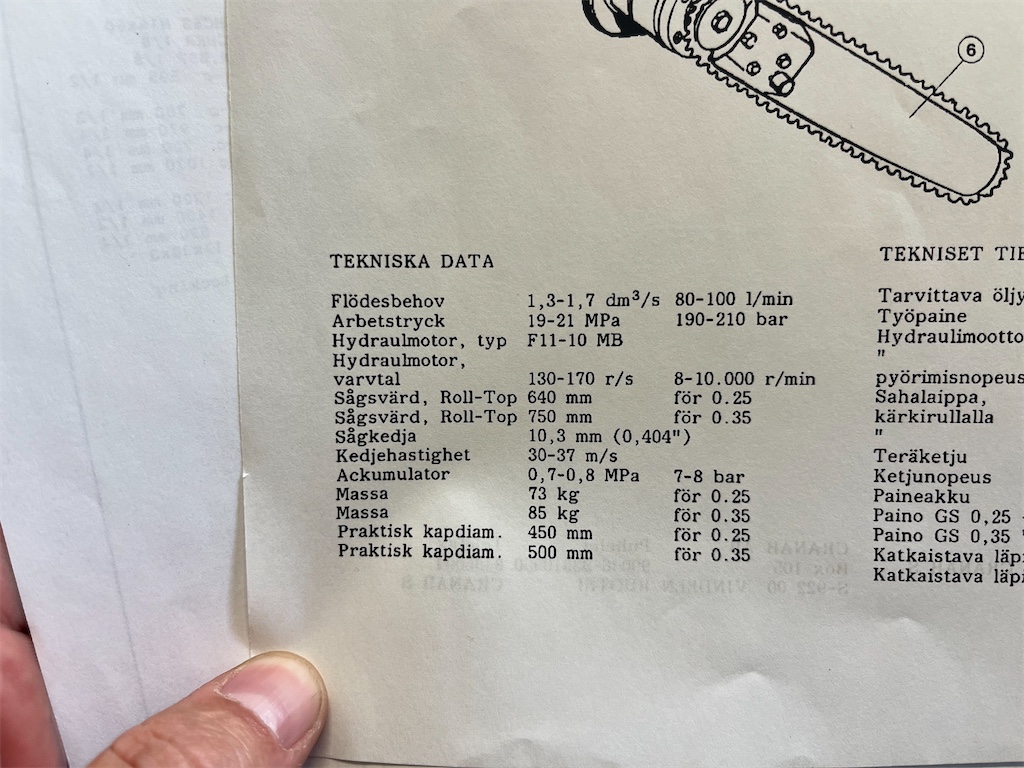 6
TEKNISKA DATA
Flödesbehov 1,3-1,7 dm³/s 80-100 l/min
Arbetstryck 19-21 MPa 190-210 bar
Hydraulmotor, typ F11-10 MB
Hydraulmotor,
varvtal 130-170 r/s 8-10.000 r/min
Sågsvärd, Roll-Top 640 mm för 0.25
Sågsvärd, Roll-Top 750 mm för 0.35
Sågkedja 10,3 mm (0,404")
Kedjehastighet 30-37 m/s
Ackumulator 0,7-0,8 MPa 7-8 bar
Massa 73 kg för 0.25
Massa 85 kg för 0.35
Praktisk kapdiam. 450 mm för 0.25
Praktisk kapdiam. 500 mm för 0.35
TEKNISET
Tarvittava öljy
Työpaine
Hydraulimootto
"
pyörimisnopeus
Sahalaippa,
kärkirullalla
"
Teräketju
Ketjunopeus
Paineakku
Paino GS 0,25
Paino GS 0,35
Katkaistava läpi
Katkaistava läpi